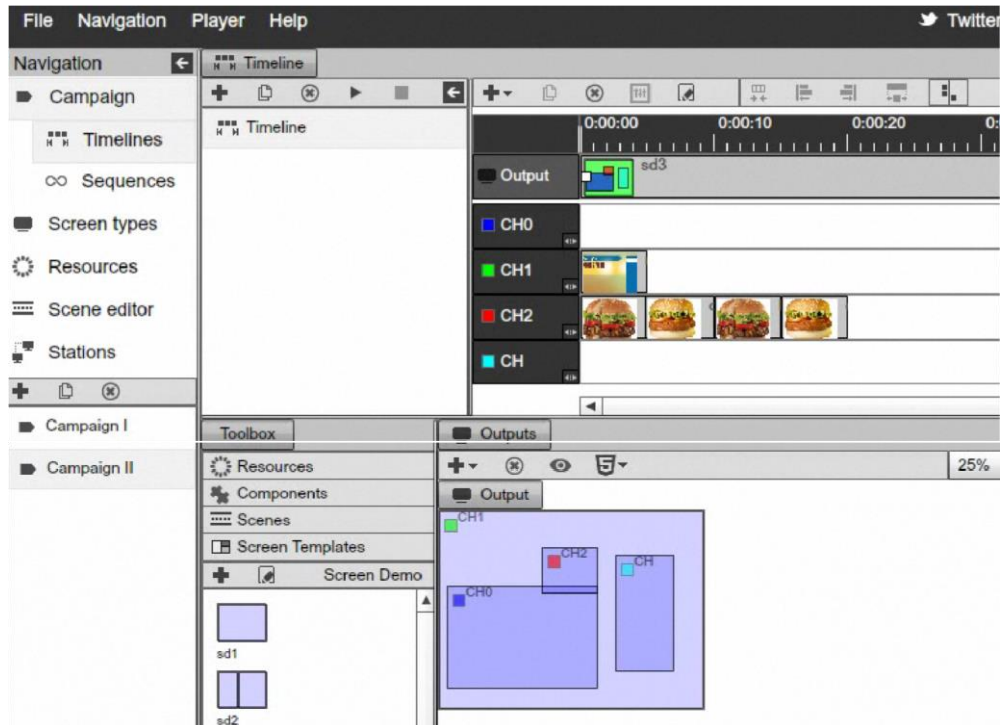 File Navigation Player Help Twitter
Navigation
Campaign
Timelines
Sequences
Screen types
Resources
Scene editor
Stations
Campaign I
Campaign II
Timeline
Timeline
0:00:00 0:00:10 0:00:20 0:
Output sd3
CH0
CH1
CH2
CH
Toolbox
Resources
Components
Scenes
Screen Templates
Screen Demo
sd1
sd2
Outputs
25%
Output
CH1
CH2
CH
CH0